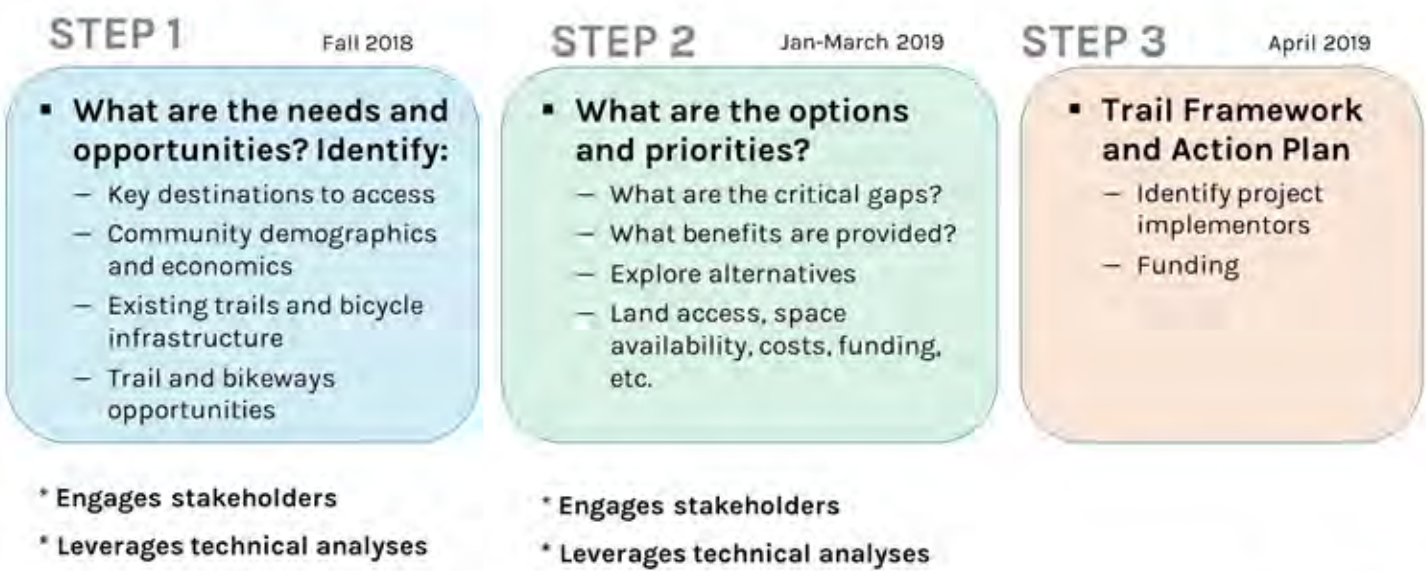 STEP 1 Fall 2018
▪ What are the needs and
opportunities? Identify:
– Key destinations to access
– Community demographics
and economics
– Existing trails and bicycle
infrastructure
– Trail and bikeways
opportunities
* Engages stakeholders
* Leverages technical analyses
STEP 2 Jan-March 2019
▪ What are the options
and priorities?
– What are the critical gaps?
– What benefits are provided?
– Explore alternatives
– Land access, space
availability, costs, funding,
etc.
* Engages stakeholders
* Leverages technical analyses
STEP 3 April 2019
▪ Trail Framework
and Action Plan
– Identify project
implementors
– Funding